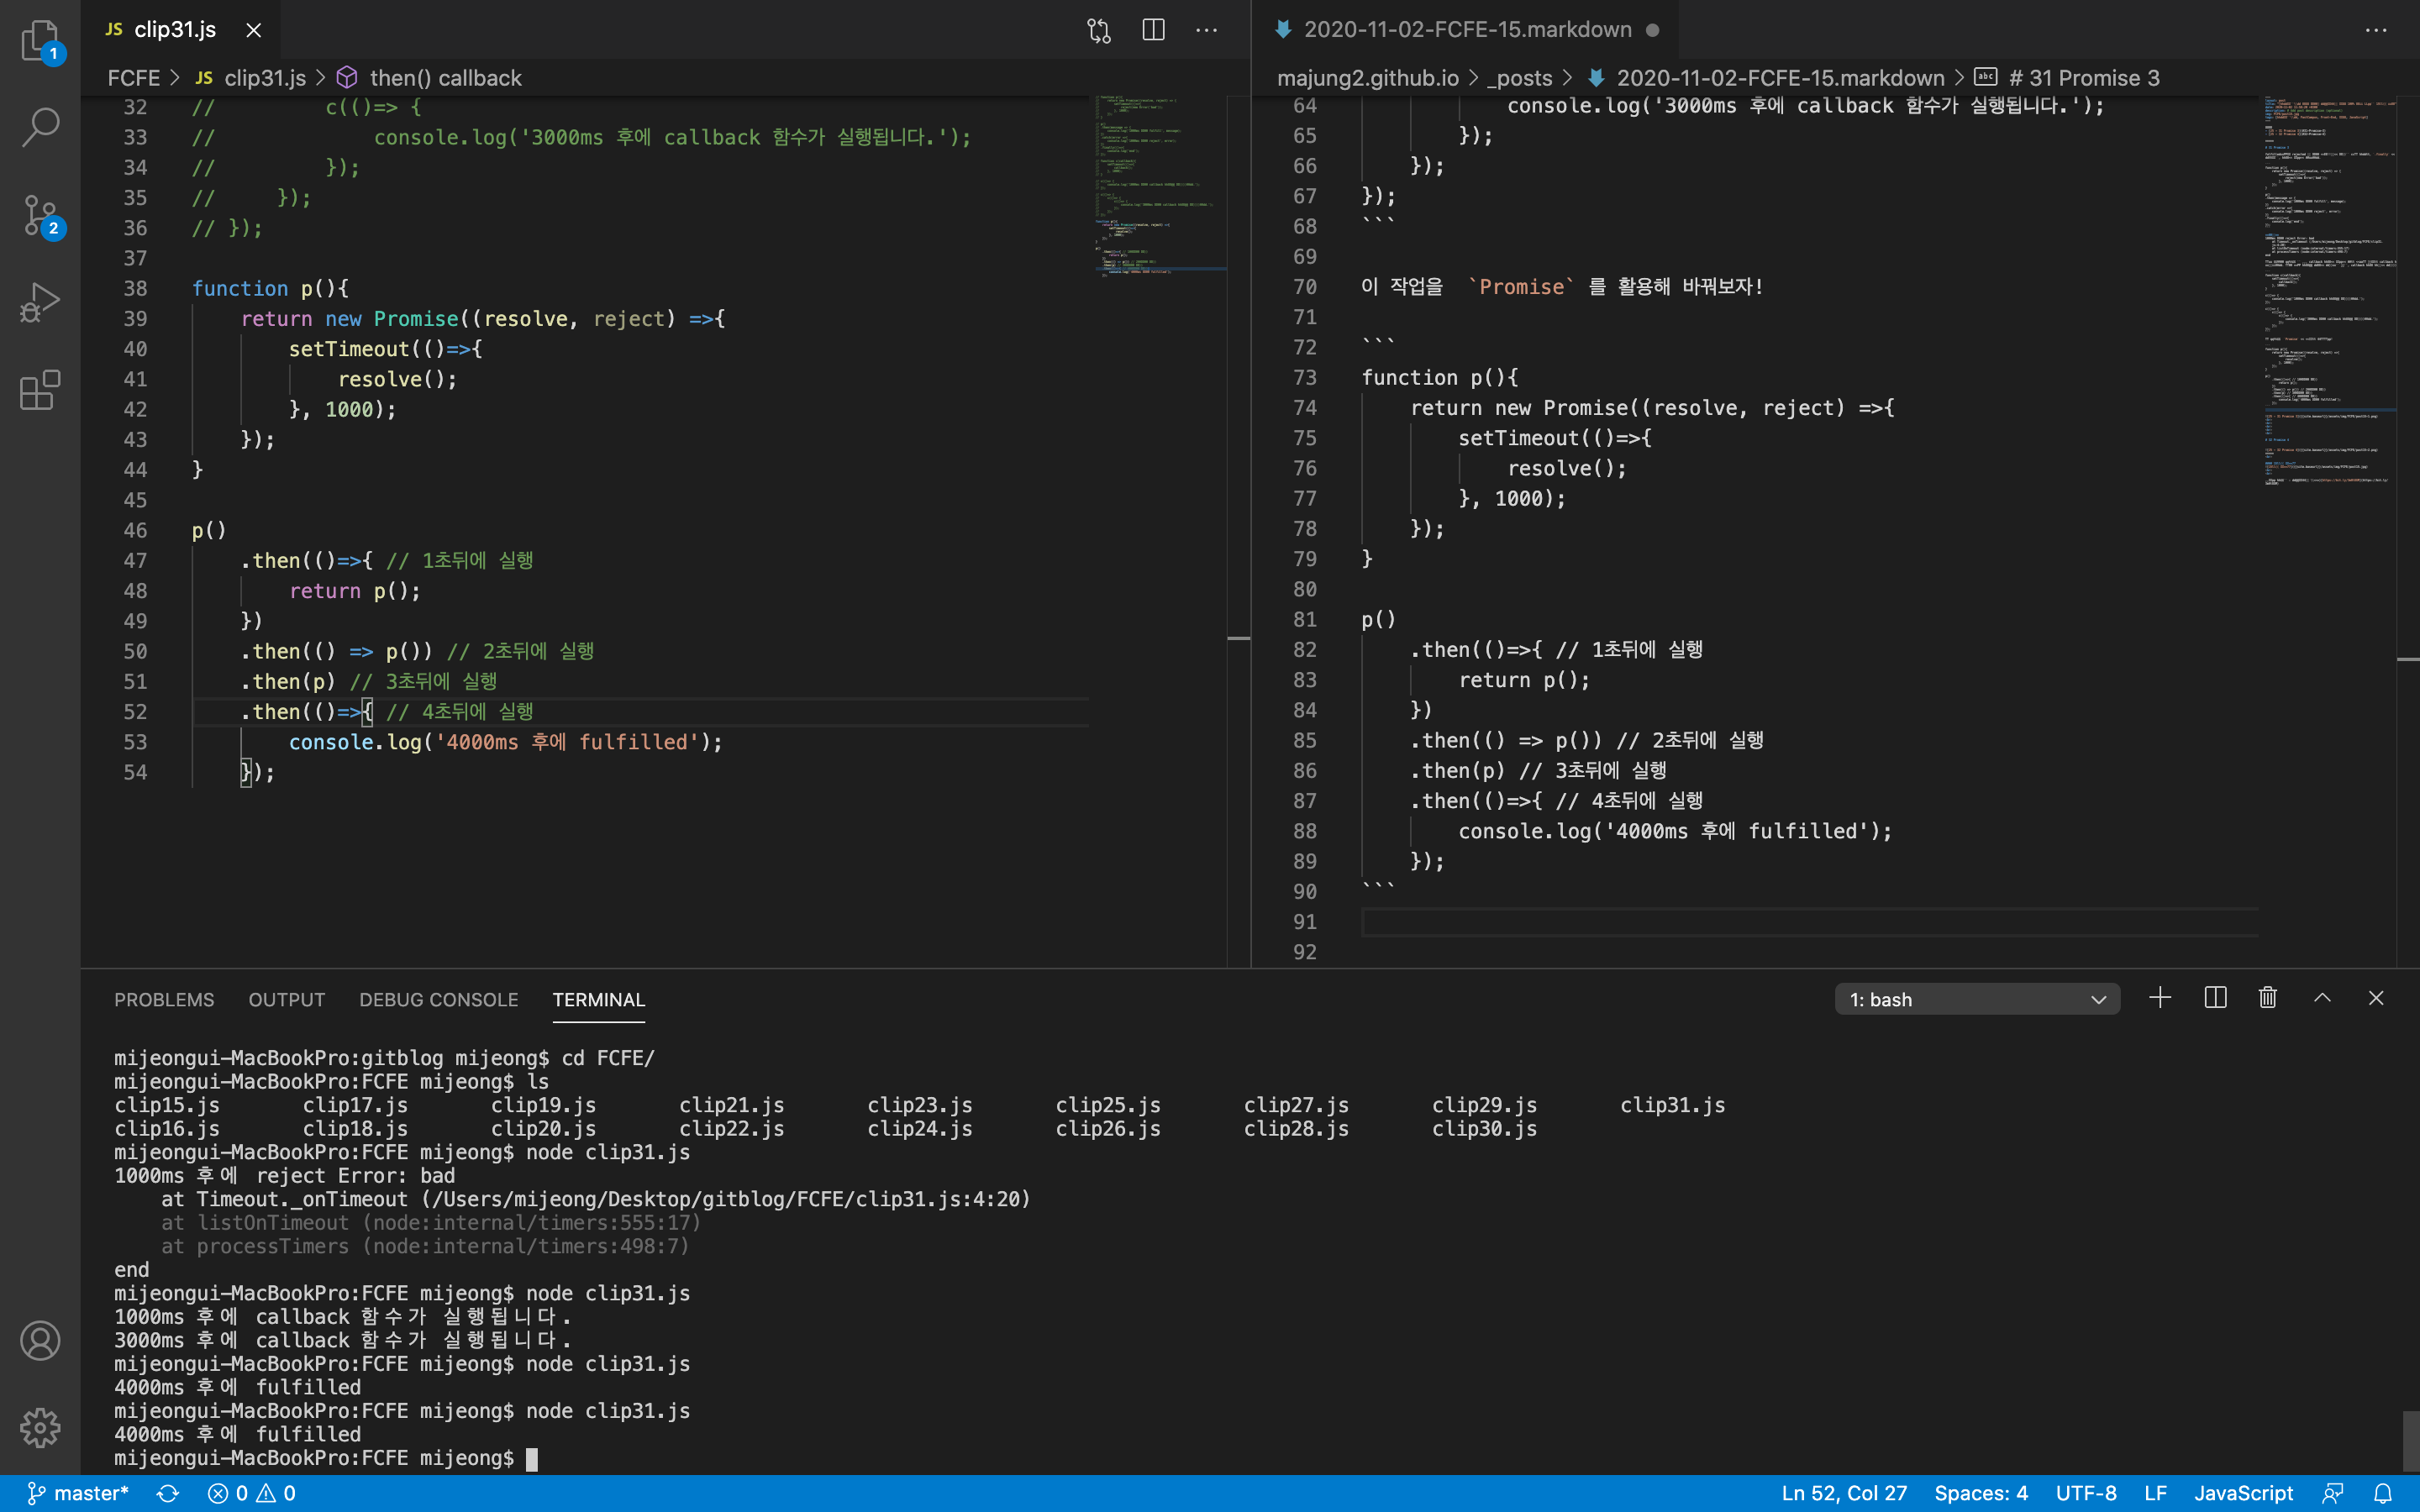 1
2
JS clip31.js
FCFE > JS clip31.js > then() callback
32 // c(()=> {
33 // console.log('3000ms 후에 callback 함수가 실행됩니다.');
34 // });
35 // });
36 // });
37
38 function p(){
39 return new Promise((resolve, reject) =>{
40 setTimeout(()=>{
41 resolve();
42 }, 1000);
43 });
44 }
45
46 p()
47 .then(()=>{ // 1초뒤에 실행
48 return p();
49 })
50 .then(() => p()) // 2초뒤에 실행
51 .then(p) // 3초뒤에 실행
52 .then(()=>{ // 4초뒤에 실행
53 console.log('4000ms 후에 fulfilled');
54 });
2020-11-02-FCFE-15.markdown
majung2.github.io > _posts > 2020-11-02-FCFE-15.markdown > abc # 31 Promise 3
64 console.log('3000ms 후에 callback 함수가 실행됩니다.');
65 });
66 });
67 });
68 ```
69
70 이 작업을 `Promise` 를 활용해 바꿔보자!
71
72 ```
73 function p(){
74 return new Promise((resolve, reject) =>{
75 setTimeout(()=>{
76 resolve();
77 }, 1000);
78 });
79 }
80
81 p()
82 .then(()=>{ // 1초뒤에 실행
83 return p();
84 })
85 .then(() => p()) // 2초뒤에 실행
86 .then(p) // 3초뒤에 실행
87 .then(()=>{ // 4초뒤에 실행
88 console.log('4000ms 후에 fulfilled');
89 });
90 ```
91
92
PROBLEMS OUTPUT DEBUG CONSOLE TERMINAL 1: bash
mijeongui-MacBookPro:gitblog mijeong$ cd FCFE/
mijeongui-MacBookPro:FCFE mijeong$ ls
clip15.js clip17.js clip19.js clip21.js clip23.js clip25.js clip27.js clip29.js clip31.js
clip16.js clip18.js clip20.js clip22.js clip24.js clip26.js clip28.js clip30.js
mijeongui-MacBookPro:FCFE mijeong$ node clip31.js
1000ms 후에 reject Error: bad
at Timeout._onTimeout (/Users/mijeong/Desktop/gitblog/FCFE/clip31.js:4:20)
at listOnTimeout (node:internal/timers:555:17)
at processTimers (node:internal/timers:498:7)
end
mijeongui-MacBookPro:FCFE mijeong$ node clip31.js
1000ms 후에 callback 함수가 실행됩니다.
3000ms 후에 callback 함수가 실행됩니다.
mijeongui-MacBookPro:FCFE mijeong$ node clip31.js
4000ms 후에 fulfilled
mijeongui-MacBookPro:FCFE mijeong$ node clip31.js
4000ms 후에 fulfilled
mijeongui-MacBookPro:FCFE mijeong$
master* 0 0 Ln 52, Col 27 Spaces: 4 UTF-8 LF JavaScript